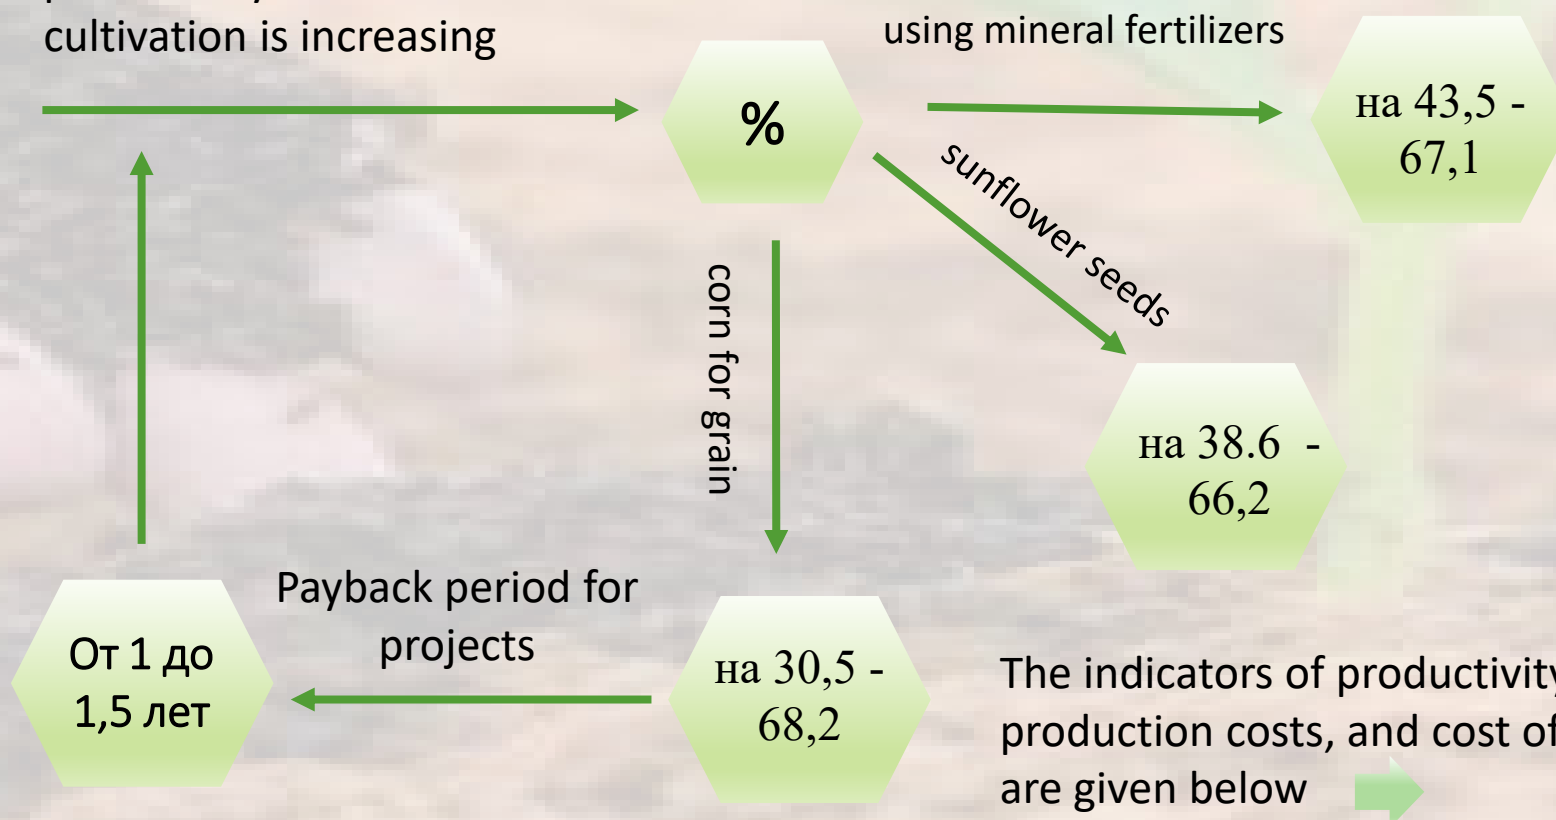 cultivation is increasing
using mineral fertilizers
%
на 43,5 -
67,1
sunflower seeds
corn for grain
на 38.6 -
66,2
Payback period for
projects
От 1 до
1,5 лет
на 30,5 -
68,2
The indicators of productivity
production costs, and cost of
are given below